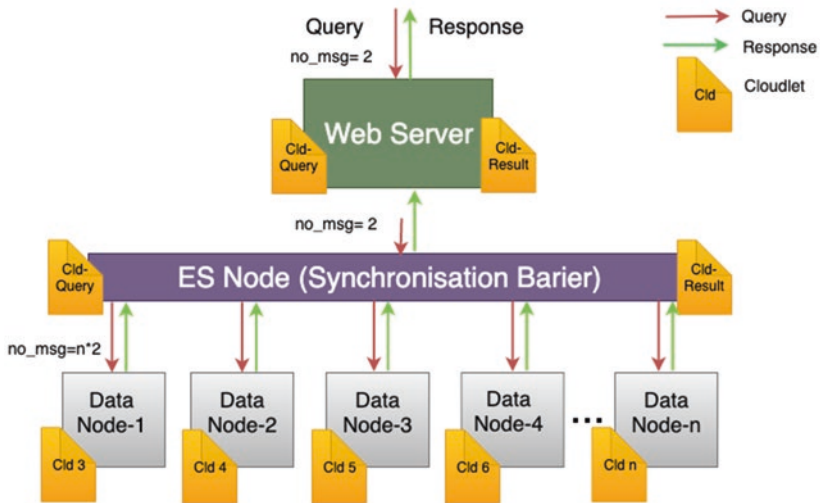 Query
Response
no_msg= 2
Query
Response
Cld
Cloudlet
Web Server
Cld-
Query
Cld-
Result
no_msg= 2
Cld-
Query
ES Node (Synchronisation Barier)
Cld-
Result
no_msg=n*2
Data
Node-1
Data
Node-2
Data
Node-3
Data
Node-4
...
Data
Node-n
Cld 3
Cld 4
Cld 5
Cld 6
Cld n